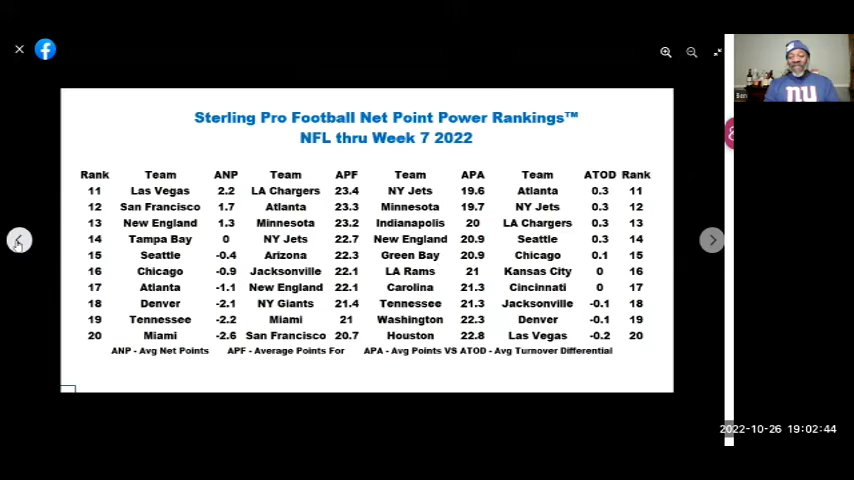 Sterling Pro Football Net Point Power Rankings™
NFL thru Week 7 2022
Rank Team ANP Team APF Team APA Team ATOD Rank
11 Las Vegas 2.2 LA Chargers 23.4 NY Jets 19.6 Atlanta 0.3 11
12 San Francisco 1.7 Atlanta 23.3 Minnesota 19.7 NY Jets 0.3 12
13 New England 1.3 Minnesota 23.2 Indianapolis 20 LA Chargers 0.3 13
14 Tampa Bay 0 NY Jets 22.7 New England 20.9 Seattle 0.3 14
15 Seattle -0.4 Arizona 22.3 Green Bay 20.9 Chicago 0.1 15
16 Chicago -0.9 Jacksonville 22.1 LA Rams 21 Kansas City 0 16
17 Atlanta -1.1 New England 22.1 Carolina 21.3 Cincinnati 0 17
18 Denver -2.1 NY Giants 21.4 Tennessee 21.3 Jacksonville -0.1 18
19 Tennessee -2.2 Miami 21 Washington 22.3 Denver -0.1 19
20 Miami -2.6 San Francisco 20.7 Houston 22.8 Las Vegas -0.2 20
ANP - Avg Net Points APF - Average Points For APA - Avg Points VS ATOD - Avg Turnover Differential
NU
2022-10-26 19:02:44